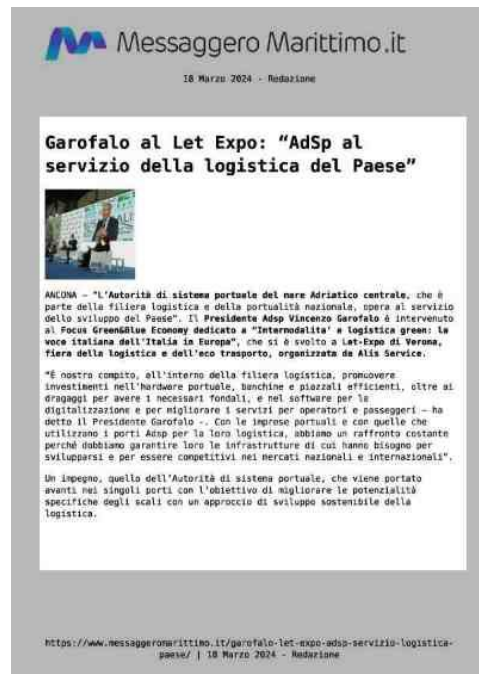 Messaggero Marittimo.it
18 Marzo 2024 - Redazione
Garofalo al Let Expo: “AdSp al
servizio della logistica del Paese”
ANCONA – "L'Autorità di sistema portuale del mare Adriatico centrale, che è
parte della filiera logistica e della portualità nazionale, opera al servizio
dello sviluppo del Paese". Il Presidente Adsp Vincenzo Garofalo è intervenuto
al Focus Green&Blue Economy dedicato a "Intermodalita' e logistica green: la
voce italiana dell'Italia in Europa", che si è svolto a Let-Expo di Verona,
fiera della logistica e dell'eco trasporto, organizzata da Alis Service.
"È nostro compito, all'interno della filiera logistica, promuovere
investimenti nell'hardware portuale, banchine e piazzali efficienti, oltre ai
dragaggi per avere i necessari fondali, e nel software per la
digitalizzazione e per migliorare i servizi per operatori e passeggeri – ha
detto il Presidente Garofalo -. Con le imprese portuali e con quelle che
utilizzano i porti Adsp per la loro logistica, abbiamo un raffronto costante
perché dobbiamo garantire loro le infrastrutture di cui hanno bisogno per
svilupparsi e per essere competitivi nei mercati nazionali e internazionali".
Un impegno, quello dell'Autorità di sistema portuale, che viene portato
avanti nei singoli porti con l'obiettivo di migliorare le potenzialità
specifiche degli scali con un approccio di sviluppo sostenibile della
logistica.
https://www.messaggeromarittimo.it/garofalo-let-expo-adsp-servizio-logistica-
paese/ | 18 Marzo 2024 - Redazione